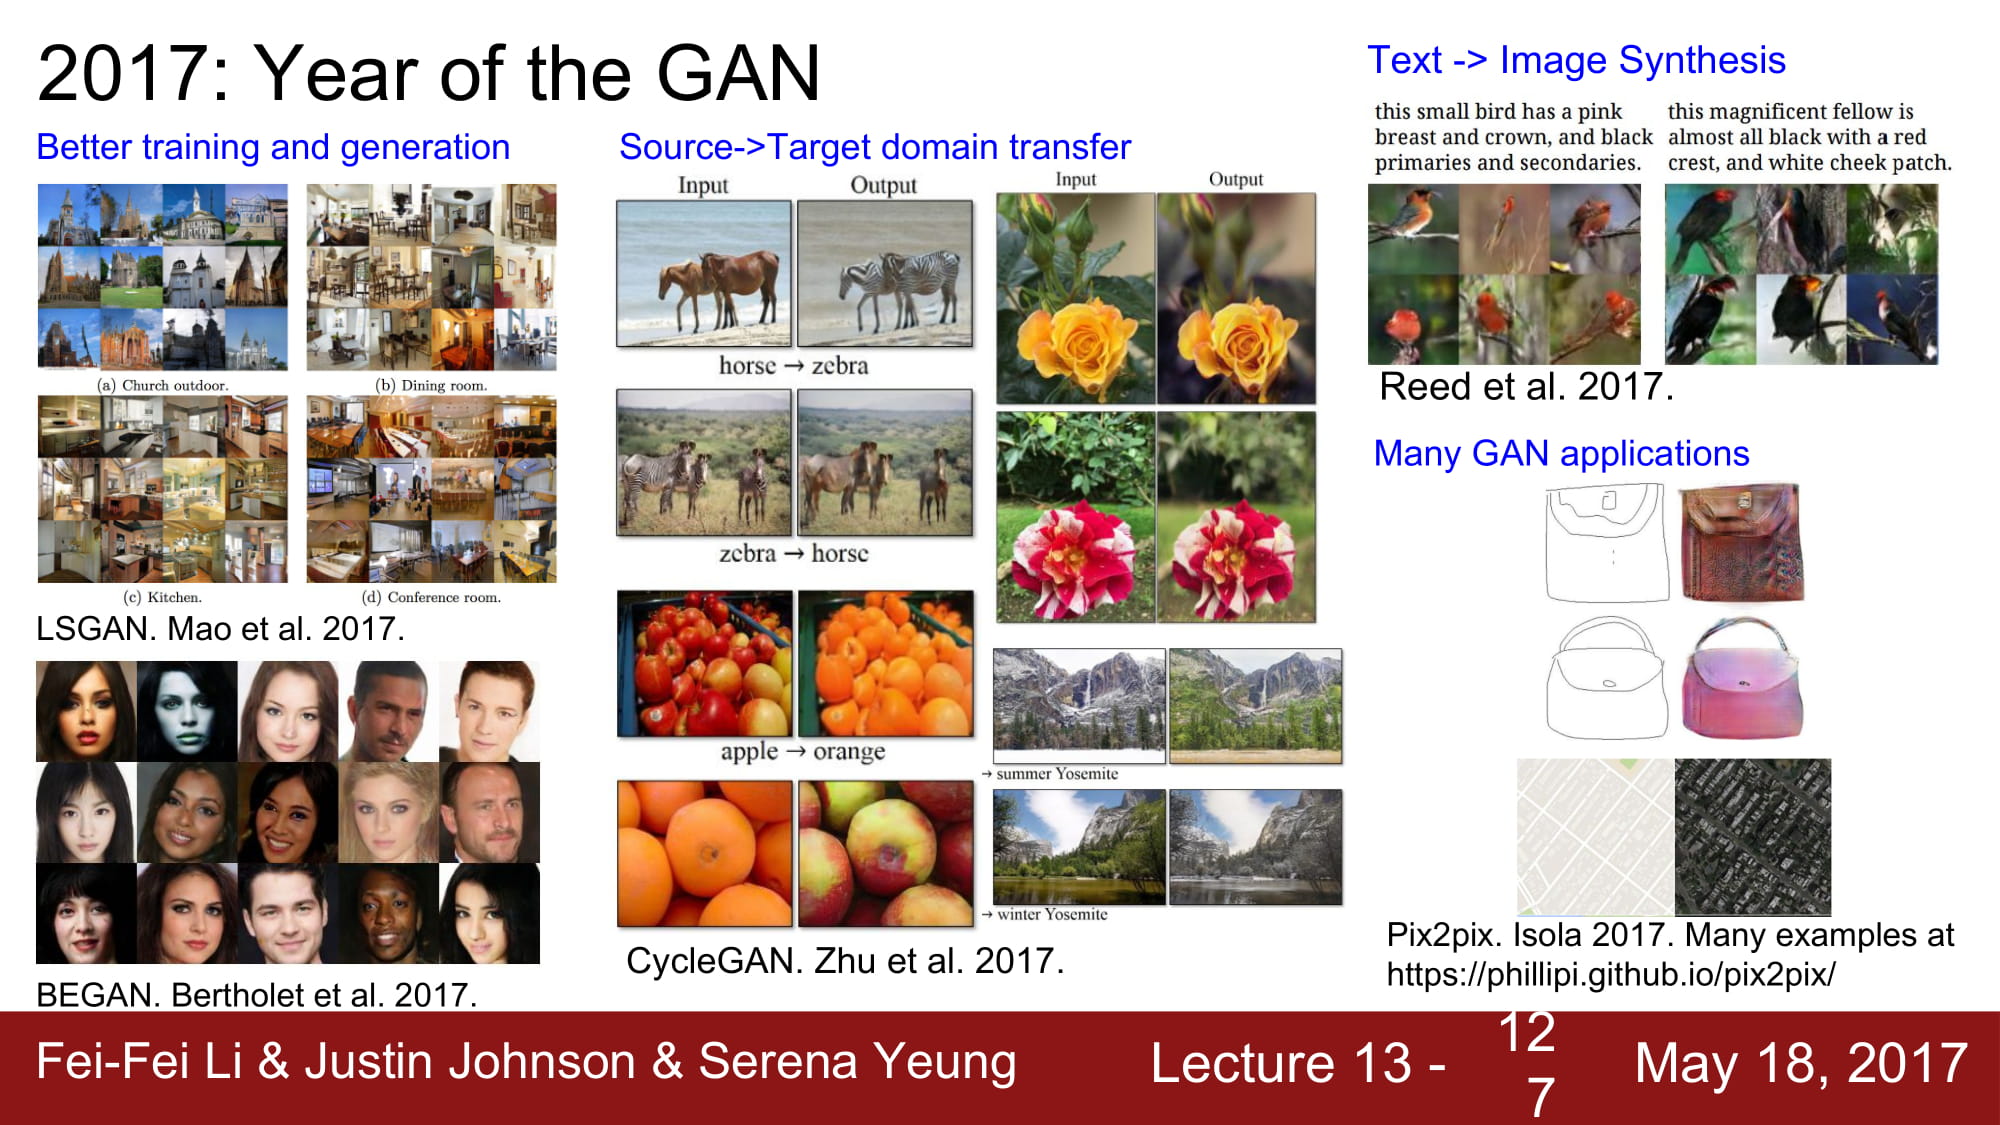 2017: Year of the GAN
Better training and generation
(a) Church outdoor.
(b) Dining room.
(c) Kitchen.
(d) Conference room.
LSGAN. Mao et al. 2017.
BEGAN. Bertholet et al. 2017.
Source->Target domain transfer
Input
Output
horse → zebra
zebra → horse
apple → orange
Input
Output
→ summer Yosemite
→ winter Yosemite
CycleGAN. Zhu et al. 2017.
Text -> Image Synthesis
this small bird has a pink
breast and crown, and black
primaries and secondaries.
this magnificent fellow is
almost all black with a red
crest, and white cheek patch.
Reed et al. 2017.
Many GAN applications
Pix2pix. Isola 2017. Many examples at
https://phillipi.github.io/pix2pix/
Fei-Fei Li & Justin Johnson & Serena Yeung
Lecture 13 -
12
7
May 18, 2017